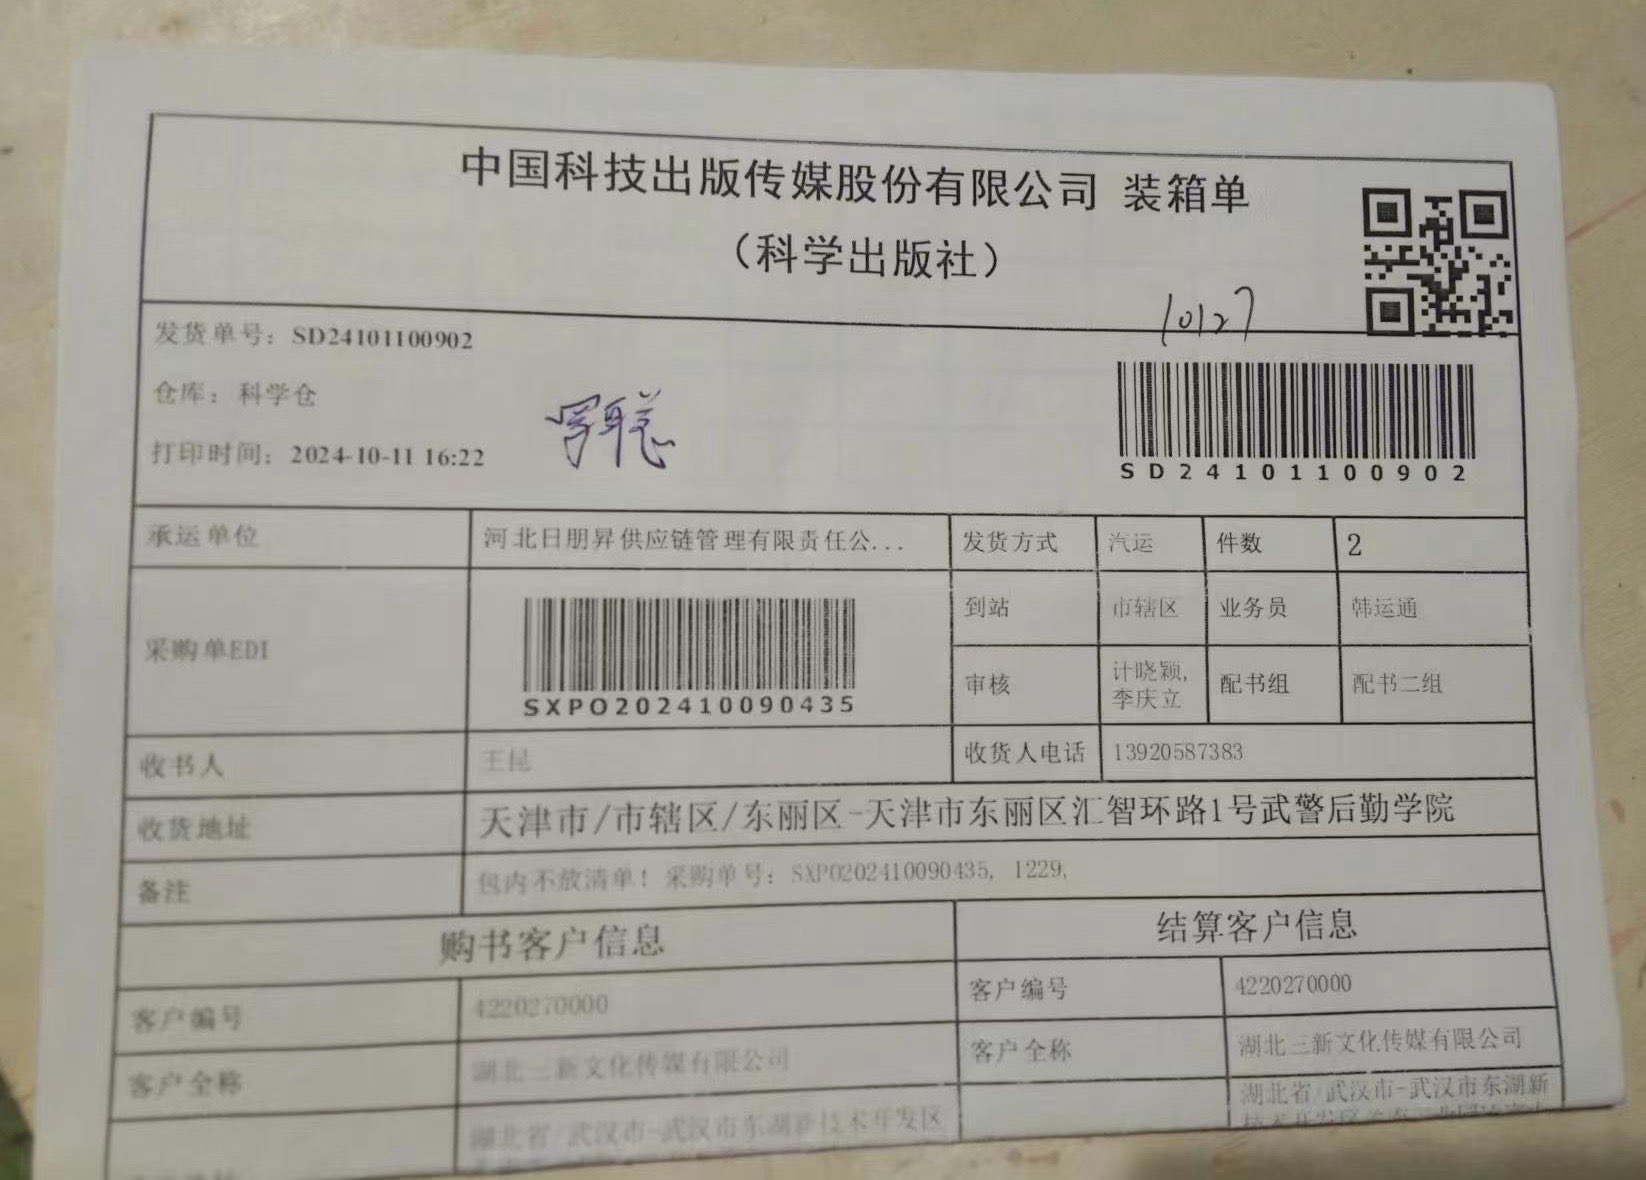 中国科技出版传媒股份有限公司 装箱单
（科学出版社）
10127
发货单号：SD24101100902
仓库：科学仓
打印时间：2024-10-11 16:22
SD24101100902
承运单位 河北日朋昇供应链管理有限责任公... 发货方式 汽运 件数 2
采购单EDI SXPO202410090435
到站 市辖区 业务员 韩运通
审核 计晓颖,李庆立 配书组 配书二组
收书人 王昆 收货人电话 13920587383
收货地址 天津市/市辖区/东丽区-天津市东丽区汇智环路1号武警后勤学院
备注 包内不放清单！采购单号：SXPO202410090435, 1229,
购书客户信息 结算客户信息
客户编号 4220270000 客户编号 4220270000
客户全称 湖北三新文化传媒有限公司 客户全称 湖北三新文化传媒有限公司
湖北省/武汉市-武汉市东湖新技术开发区 湖北省/武汉市-武汉市东湖新